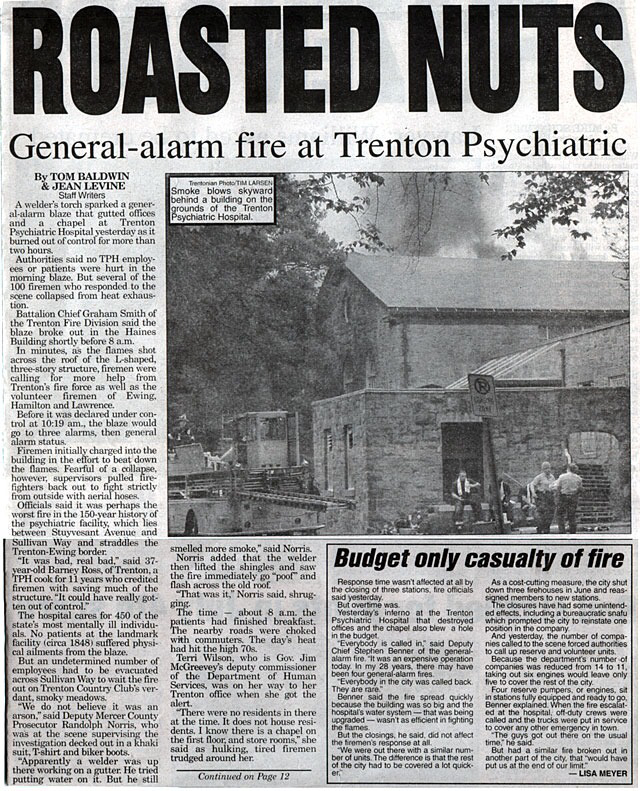 ROASTED NUTS
General-alarm fire at Trenton Psychiatric
By TOM BALDWIN
& JEAN LEVINE
Staff Writers
A welder's torch sparked a gener-
al-alarm blaze that gutted offices
and a chapel at Trenton
Psychiatric Hospital yesterday as it
burned out of control for more than
two hours.
Authorities said no TPH employ-
ees or patients were hurt in the
morning blaze. But several of the
100 firemen who responded to the
scene collapsed from heat exhaus-
tion.
Battalion Chief Graham Smith of
the Trenton Fire Division said the
blaze broke out in the Haines
Building shortly before 8 a.m.
In minutes, as the flames shot
across the roof of the L-shaped,
three-story structure, firemen were
calling for more help from
Trenton's fire force as well as the
volunteer firemen of Ewing,
Hamilton and Lawrence.
Before it was declared under con-
trol at 10:19 am., the blaze would
go to three alarms, then general
alarm status.
Firemen initially charged into the
building in the effort to beat down
the flames. Fearful of a collapse,
however, supervisors pulled fire-
fighters back out to fight strictly
from outside with aerial hoses.
Officials said it was perhaps the
worst fire in the 150-year history of
the psychiatric facility, which lies
between Stuyvesant Avenue and
Sullivan Way and straddles the
Trenton-Ewing border.
"It was bad, real bad," said 37-
year-old Barney Ross, of Trenton, a
TPH cook for 11 years who credited
firemen with saving much of the
structure. "It could have really got-
ten out of control."
The hospital cares for 450 of the
state's most mentally ill individu-
als. No patients at the landmark
facility (circa 1848) suffered physi-
cal ailments from the blaze.
But an undetermined number of
employees had to be evacuated
across Sullivan Way to wait the fire
out on Trenton Country Club's ver-
dant, smoky meadows.
"We do not believe it was an
arson," said Deputy Mercer County
Prosecutor Randolph Norris, who
was at the scene supervising the
investigation decked out in a khaki
suit, T-shirt and biker boots.
"Apparently a welder was up
there working on a gutter. He tried
putting water on it. But he still
Trentonian Photo/TIM LARSEN
Smoke blows skyward
behind a building on the
grounds of the Trenton
Psychiatric Hospital.
smelled more smoke," said Norris.
Norris added that the welder
then lifted the shingles and saw
the fire immediately go "poof" and
flash across the old roof.
"That was it," Norris said, shrug-
ging.
The time — about 8 a.m. the
patients had finished breakfast.
The nearby roads were choked
with commuters. The day's heat
had hit the high 70s.
Terri Wilson, who is Gov. Jim
McGreevey's deputy commissioner
of the Department of Human
Services, was on her way to her
Trenton office when she got the
alert.
"There were no residents in there
at the time. It does not house resi-
dents. I know there is a chapel on
the first floor, and store rooms," she
said as hulking, tired firemen
trudged around her.
Continued on Page 12
Budget only casualty of fire
Response time wasn't affected at all by
the closing of three stations, fire officials
said yesterday.
But overtime was.
Yesterday's inferno at the Trenton
Psychiatric Hospital that destroyed
offices and the chapel also blew a hole
in the budget.
"Everybody is called in," said Deputy
Chief Stephen Benner of the general-
alarm fire. "It was an expensive operation
today. In my 28 years, there may have
been four general-alarm fires.
"Everybody in the city was called back.
They are rare."
Benner said the fire spread quickly
because the building was so big and the
hospital's water system — that was being
upgraded — wasn't as efficient in fighting
the flames.
But the closings, he said, did not affect
the firemen's response at all.
"We were out there with a similar num-
ber of units. The difference is that the rest
of the city had to be covered a lot quick-
er."
As a cost-cutting measure, the city shut
down three firehouses in June and reas-
signed members to new stations.
The closures have had some unintend-
ed effects, including a bureaucratic snafu
which prompted the city to reinstate one
position in the company.
And yesterday, the number of compa-
nies called to the scene forced authorities
to call up reserve and volunteer units.
Because the department's number of
companies was reduced from 14 to 11,
taking out six engines would leave only
five to cover the rest of the city.
Four reserve pumpers, or engines, sit
in stations fully equipped and ready to go,
Benner explained. When the fire escalat-
ed at the hospital, off-duty crews were
called and the trucks were put in service
to cover any other emergency in town.
"The guys got out there on the usual
time," he said.
But had a similar fire broken out in
another part of the city, that "would have
put us at the end of our limit."
— LISA MEYER